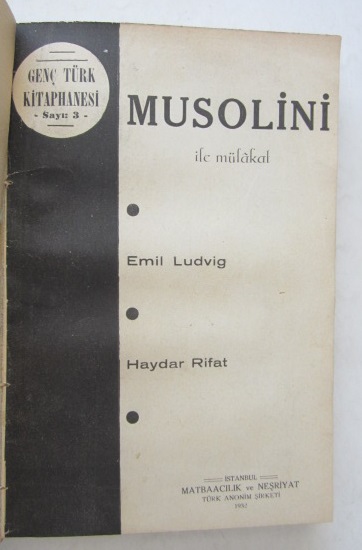 GENÇ TÜRK
KİTAPHANESİ
- Sayı: 3 -
MUSOLİNİ
ile mülâkat
Emil Ludvig
Haydar Rifat
İSTANBUL
MATBAACILIK ve NEŞRİYAT
TÜRK ANONİM ŞİRKETİ